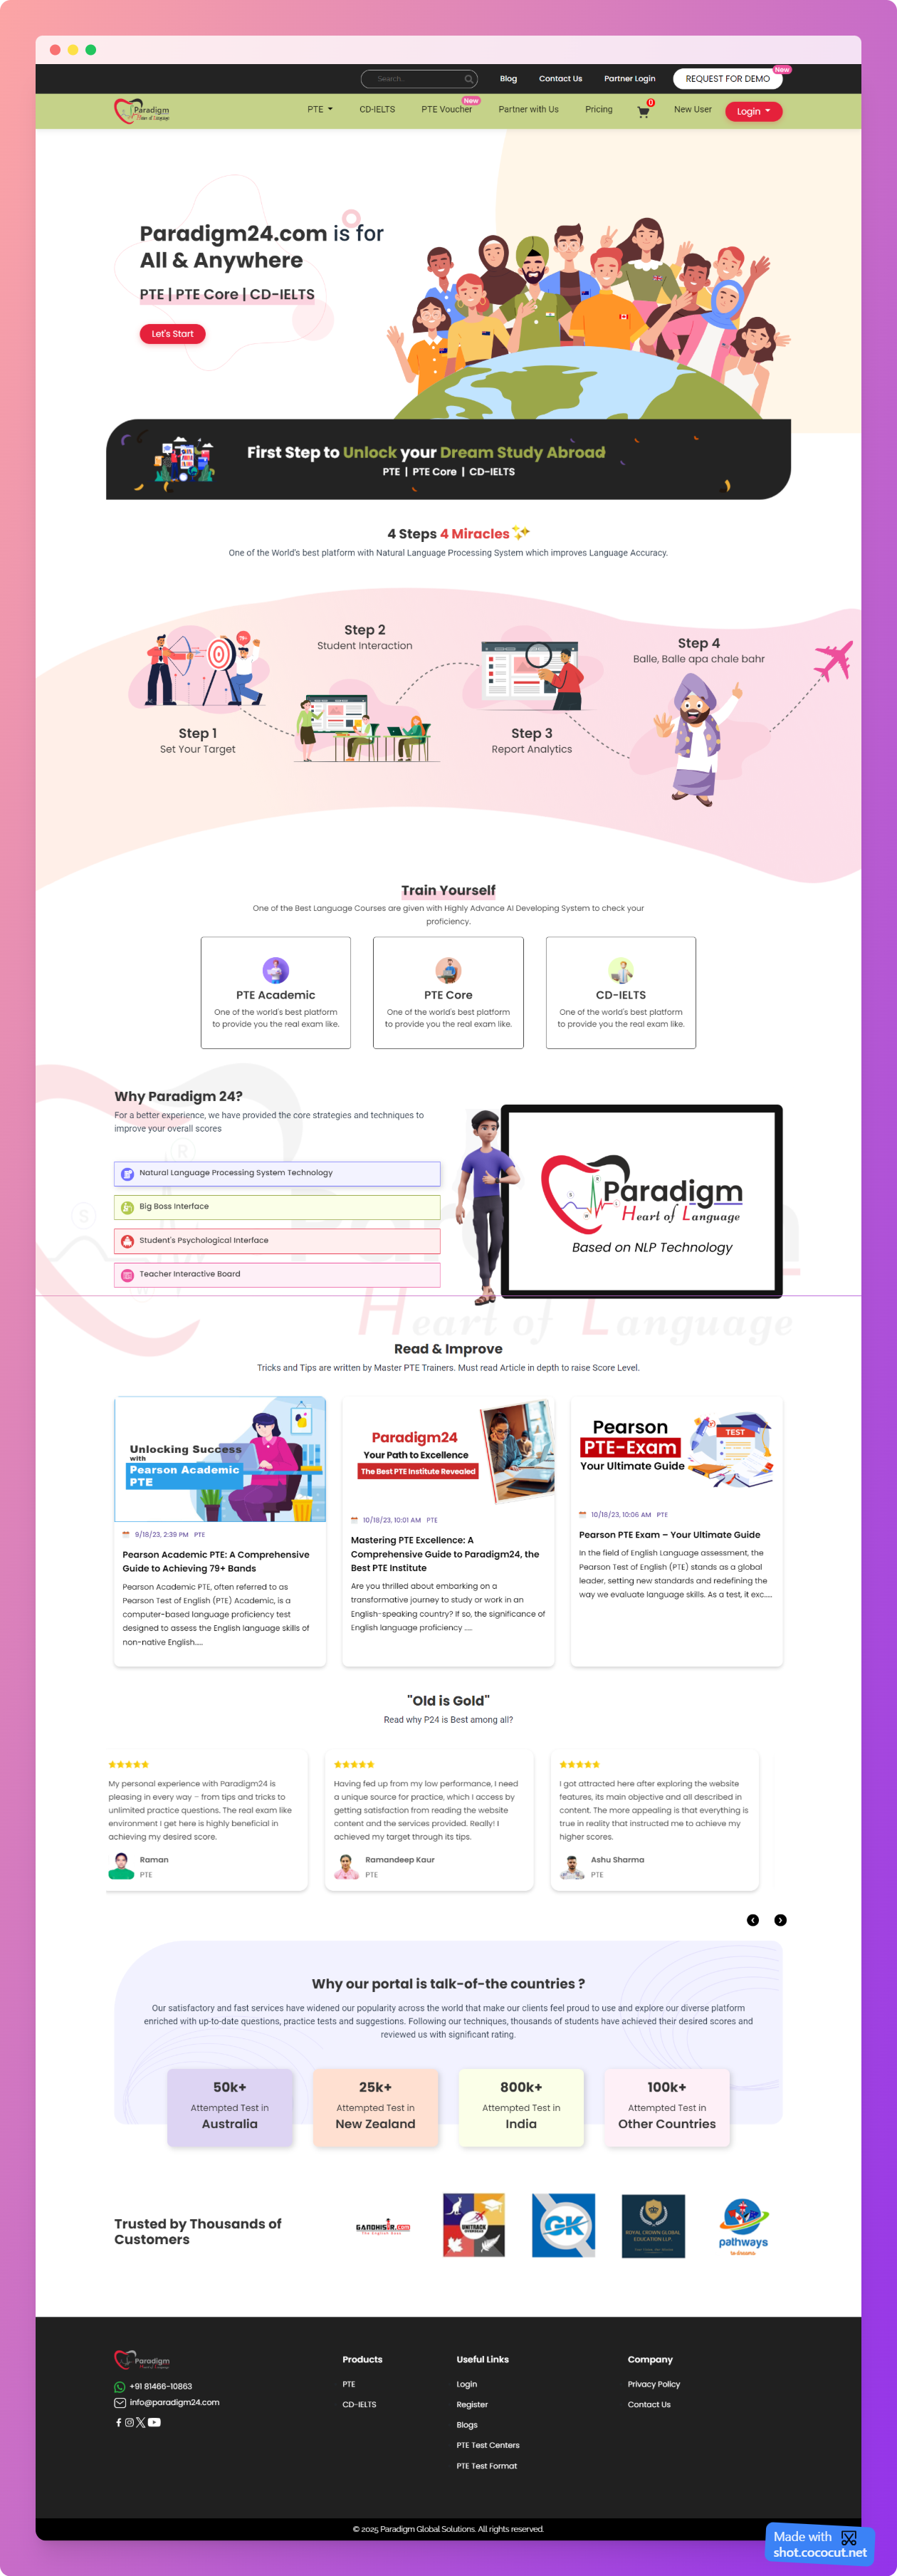 Search..
Blog
Contact Us
Partner Login
REQUEST FOR DEMO
New
Paradigm
Heart of Language
PTE
CD-IELTS
PTE Voucher
New
Partner with Us
Pricing
0
New User
Login
Paradigm24.com is for
All & Anywhere
PTE | PTE Core | CD-IELTS
Let's Start
First Step to Unlock your Dream Study Abroad
PTE | PTE Core | CD-IELTS
4 Steps 4 Miracles
One of the World's best platform with Natural Language Processing System which improves Language Accuracy.
Step 1
Set Your Target
Step 2
Student Interaction
Step 3
Report Analytics
Step 4
Balle, Balle apa chale bahr
Train Yourself
One of the Best Language Courses are given with Highly Advance AI Developing System to check your
proficiency.
PTE Academic
One of the world's best platform
to provide you the real exam like.
PTE Core
One of the world's best platform
to provide you the real exam like.
CD-IELTS
One of the world's best platform
to provide you the real exam like.
Why Paradigm 24?
For a better experience, we have provided the core strategies and techniques to
improve your overall scores
Natural Language Processing System Technology
Big Boss Interface
Student's Psychological Interface
Teacher Interactive Board
Paradigm
Heart of Language
Based on NLP Technology
Heart of Language
Read & Improve
Tricks and Tips are written by Master PTE Trainers. Must read Article in depth to raise Score Level.
Unlocking Success
with
Pearson Academic
PTE
9/18/23, 2:39 PM PTE
Pearson Academic PTE: A Comprehensive
Guide to Achieving 79+ Bands
Pearson Academic PTE, often referred to as
Pearson Test of English (PTE) Academic, is a
computer-based language proficiency test
designed to assess the English language skills of
non-native English.....
Paradigm24
Your Path to Excellence
The Best PTE Institute Revealed
10/18/23, 10:01 AM PTE
Mastering PTE Excellence: A
Comprehensive Guide to Paradigm24, the
Best PTE Institute
Are you thrilled about embarking on a
transformative journey to study or work in an
English-speaking country? If so, the significance of
English language proficiency .....
Pearson
PTE-Exam
Your Ultimate Guide
TEST
10/18/23, 10:06 AM PTE
Pearson PTE Exam – Your Ultimate Guide
In the field of English Language assessment, the
Pearson Test of English (PTE) stands as a global
leader, setting new standards and redefining the
way we evaluate language skills. As a test, it exc.....
"Old is Gold"
Read why P24 is Best among all?
My personal experience with Paradigm24 is
pleasing in every way – from tips and tricks to
unlimited practice questions. The real exam like
environment I get here is highly beneficial in
achieving my desired score.
Raman
PTE
Having fed up from my low performance, I need
a unique source for practice, which I access by
getting satisfaction from reading the website
content and the services provided. Really! I
achieved my target through its tips.
Ramandeep Kaur
PTE
I got attracted here after exploring the website
features, its main objective and all described in
content. The more appealing is that everything is
true in reality that instructed me to achieve my
higher scores.
Ashu Sharma
PTE
Why our portal is talk-of-the countries ?
Our satisfactory and fast services have widened our popularity across the world that make our clients feel proud to use and explore our diverse platform
enriched with up-to-date questions, practice tests and suggestions. Following our techniques, thousands of students have achieved their desired scores and
reviewed us with significant rating.
50k+
Attempted Test in
Australia
25k+
Attempted Test in
New Zealand
800k+
Attempted Test in
India
100k+
Attempted Test in
Other Countries
Trusted by Thousands of
Customers
GK
ROYAL CROWN GLOBAL
EDUCATION LLP.
pathways
Paradigm
Heart of Language
+91 81466-10863
info@paradigm24.com
Products
PTE
CD-IELTS
Useful Links
Login
Register
Blogs
PTE Test Centers
PTE Test Format
Company
Privacy Policy
Contact Us
© 2025 Paradigm Global Solutions. All rights reserved.
Made with
shot.cococut.net